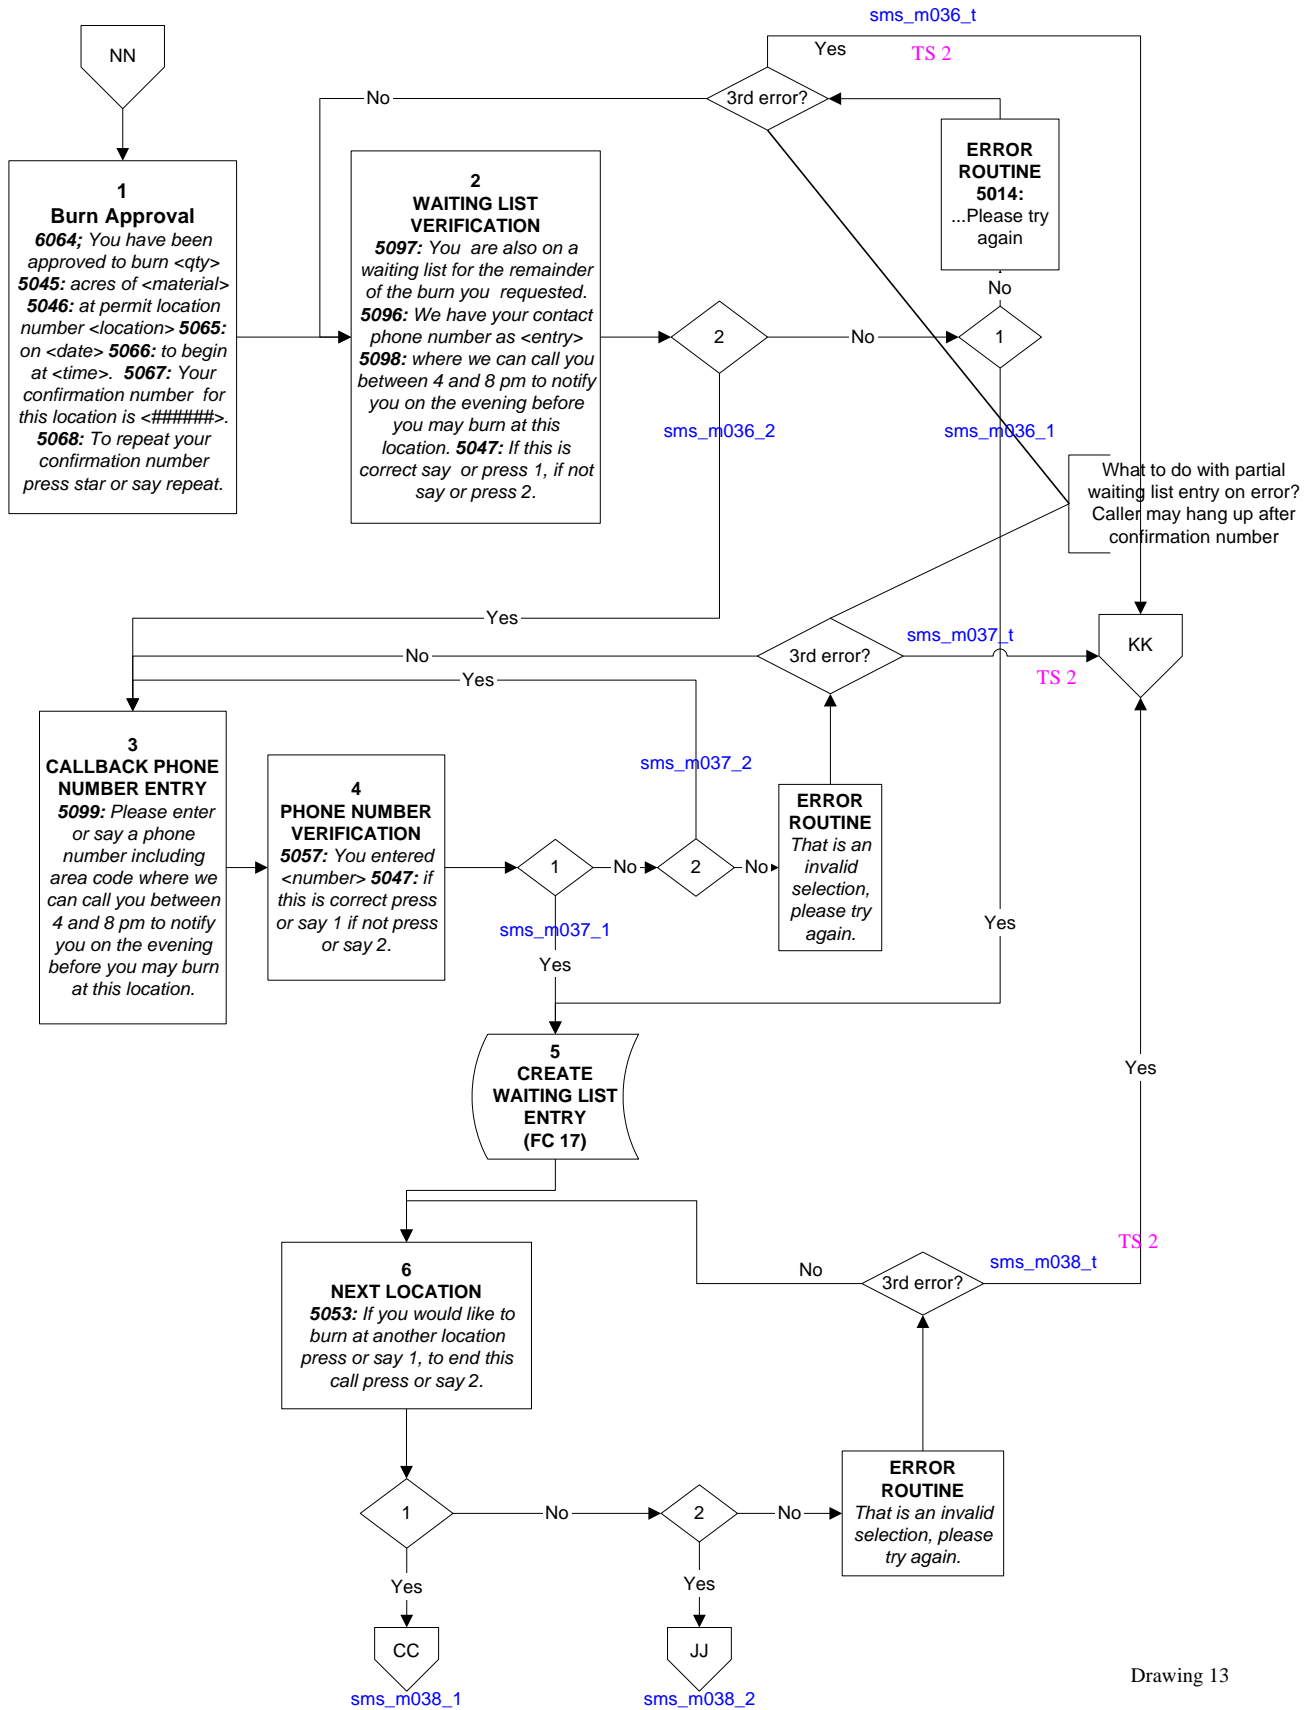 sms_m036_t
NN
Yes
TS 2
No
3rd error?
ERROR
ROUTINE
5014:
...Please try
again
No
1
Burn Approval
6064; You have been
approved to burn <qty>
5045: acres of <material>
5046: at permit location
number <location> 5065:
on <date> 5066: to begin
at <time>. 5067: Your
confirmation number for
this location is <######>.
5068: To repeat your
confirmation number
press star or say repeat.
2
WAITING LIST
VERIFICATION
5097: You are also on a
waiting list for the remainder
of the burn you requested.
5096: We have your contact
phone number as <entry>
5098: where we can call you
between 4 and 8 pm to notify
you on the evening before
you may burn at this
location. 5047: If this is
correct say or press 1, if not
say or press 2.
2
No
1
sms_m036_2
sms_m036_1
What to do with partial
waiting list entry on error?
Caller may hang up after
confirmation number
Yes
No
3rd error?
sms_m037_t
KK
TS 2
Yes
3
CALLBACK PHONE
NUMBER ENTRY
5099: Please enter
or say a phone
number including
area code where we
can call you between
4 and 8 pm to notify
you on the evening
before you may burn
at this location.
4
PHONE NUMBER
VERIFICATION
5057: You entered
<number> 5047: if
this is correct press
or say 1 if not press
or say 2.
sms_m037_2
1
No
2
No
ERROR
ROUTINE
That is an
invalid
selection,
please try
again.
sms_m037_1
Yes
Yes
5
CREATE
WAITING LIST
ENTRY
(FC 17)
Yes
TS 2
6
NEXT LOCATION
5053: If you would like to
burn at another location
press or say 1, to end this
call press or say 2.
No
3rd error?
sms_m038_t
1
No
2
No
ERROR
ROUTINE
That is an invalid
selection, please
try again.
Yes
Yes
CC
JJ
sms_m038_1
sms_m038_2
Drawing 13